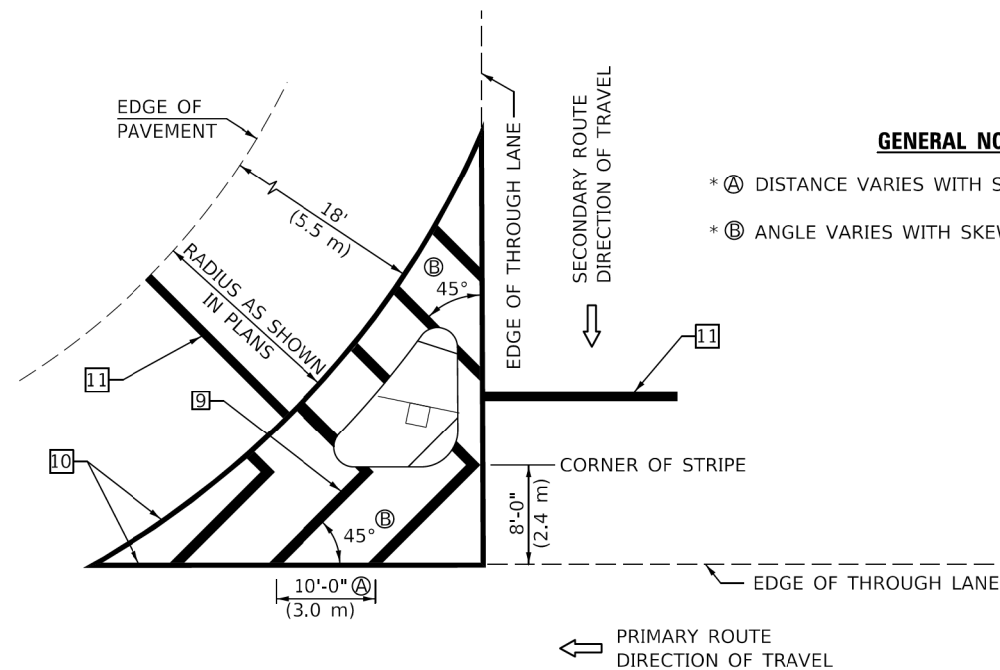 EDGE OF
PAVEMENT
18'
(5.5 m)
RADIUS AS SHOWN
IN PLANS
B
45°
EDGE OF THROUGH LANE
SECONDARY ROUTE
DIRECTION OF TRAVEL
GENERAL NO
* A DISTANCE VARIES WITH S
* B ANGLE VARIES WITH SKEW
11
11
9
10
CORNER OF STRIPE
8'-0"
(2.4 m)
45° B
10'-0" A
(3.0 m)
EDGE OF THROUGH LANE
PRIMARY ROUTE
DIRECTION OF TRAVEL